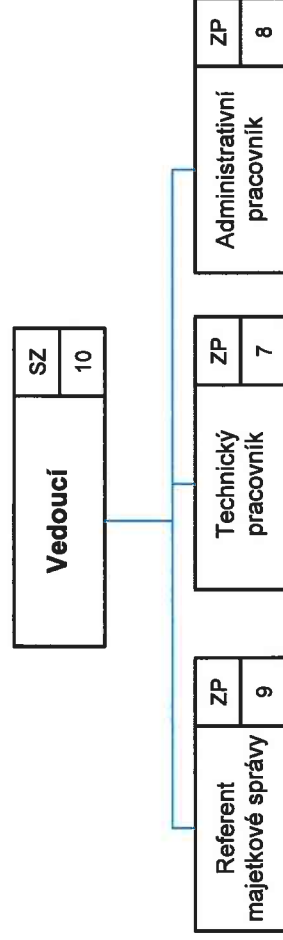 Vedoucí
SZ
10
Referent
majetkové správy
ZP
9
Technický
pracovník
ZP
7
Administrativní
pracovník
ZP
8